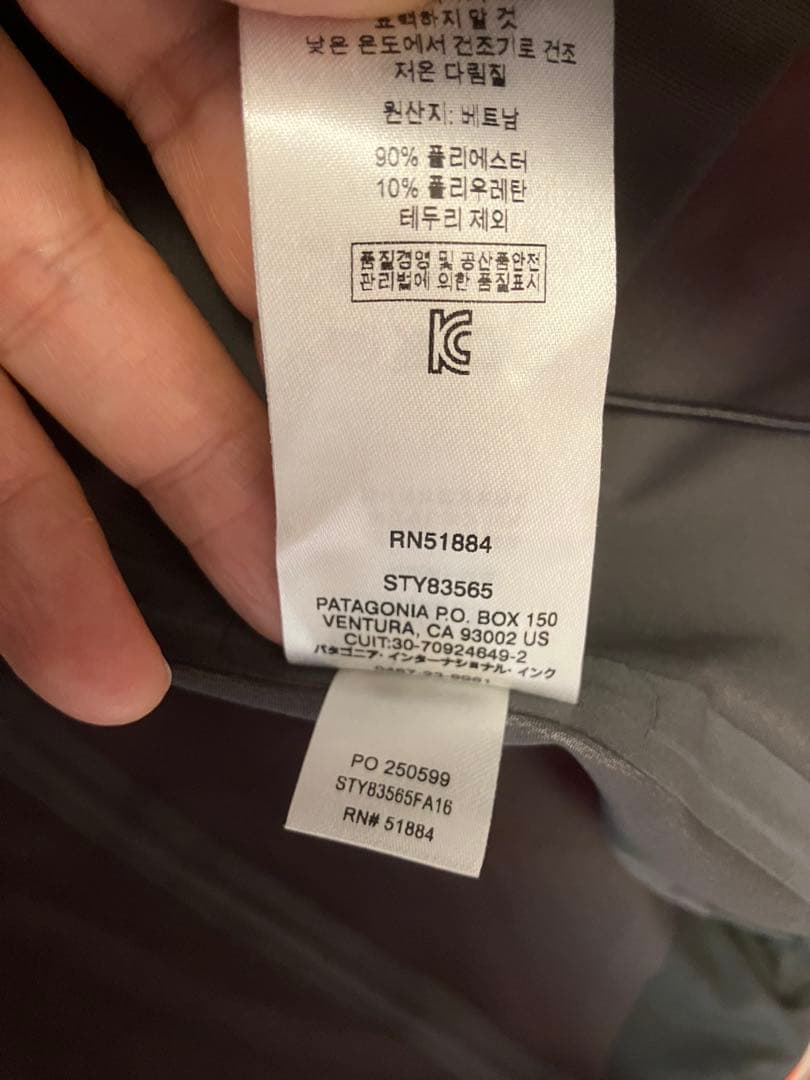 표백하지 말 것
낮은 온도에서 건조기로 건조
저온 다림질
원산지: 베트남
90% 폴리에스터
10% 폴리우레탄
테두리 제외
품질경영 및 공산품안전
관리법에 의한 품질표시
RN51884
STY83565
PATAGONIA P.O. BOX 150
VENTURA, CA 93002 US
CUIT:30-70924649-2
パタゴニア・インターナショナル・インク
PO 250599
STY83565FA16
RN# 51884